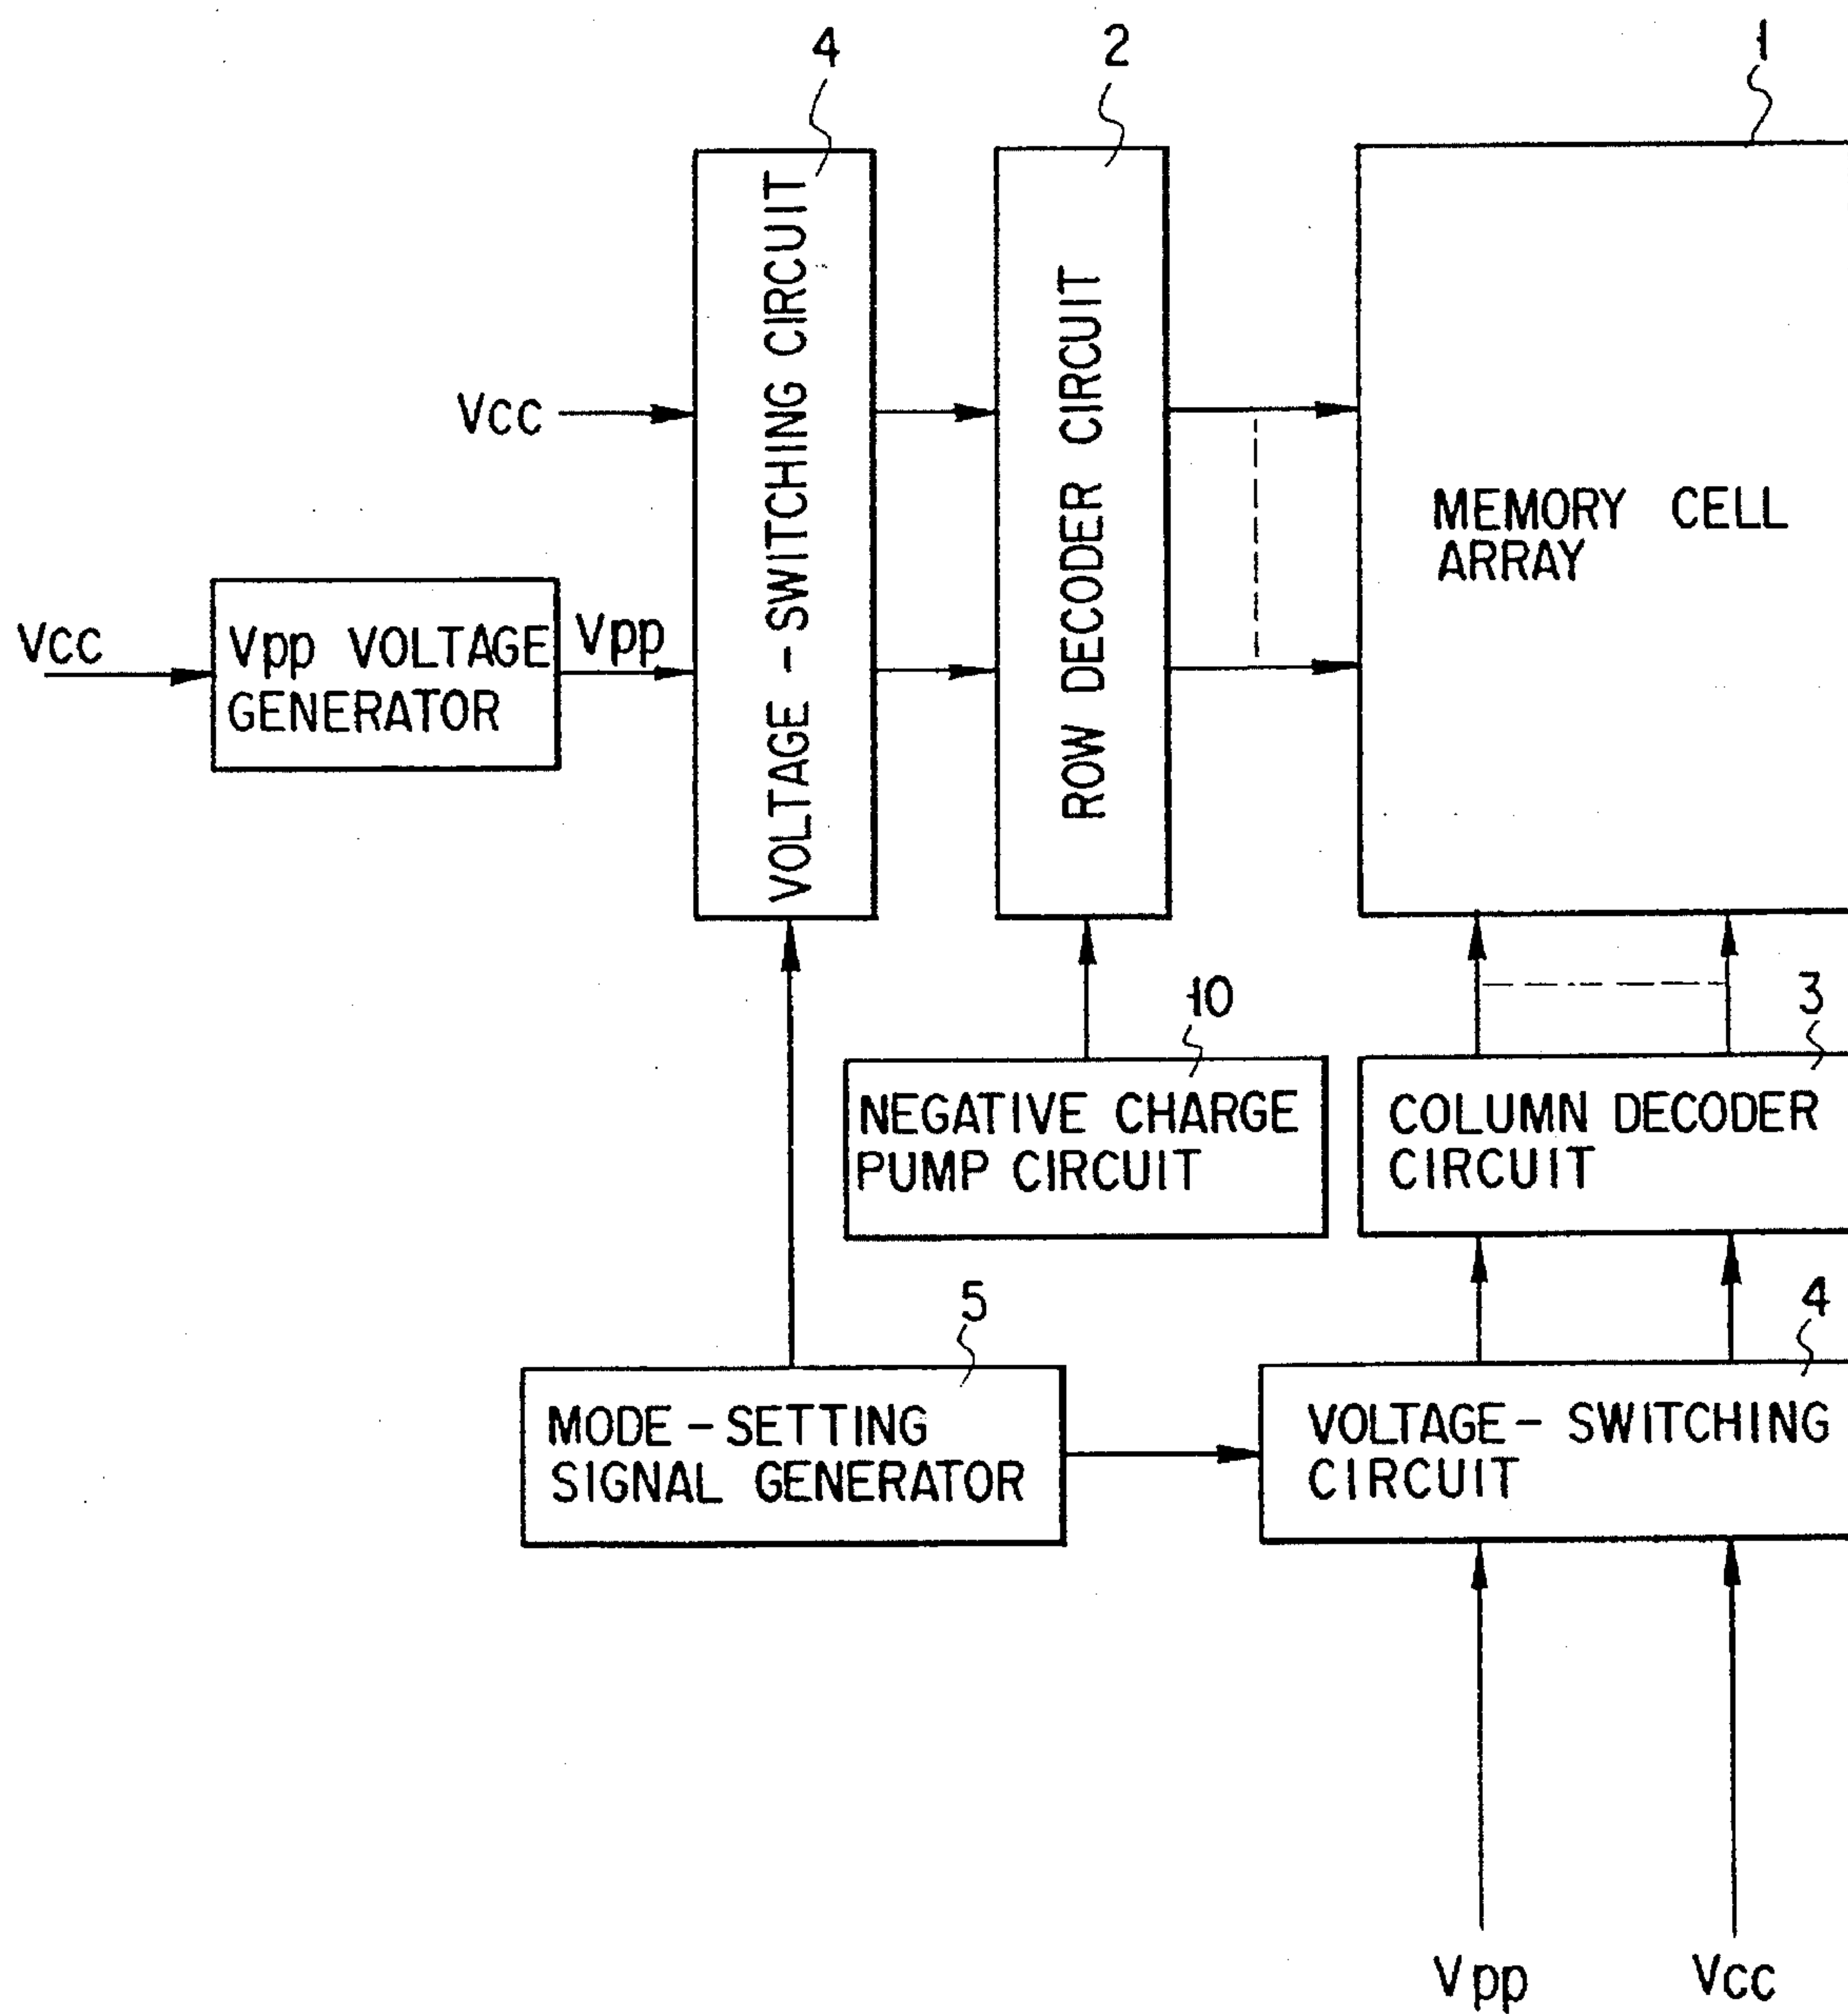 4
2
1
VOLTAGE - SWITCHING CIRCUIT
ROW DECODER CIRCUIT
MEMORY CELL
ARRAY
Vcc
Vcc
Vpp VOLTAGE
GENERATOR
Vpp
10
NEGATIVE CHARGE
PUMP CIRCUIT
3
COLUMN DECODER
CIRCUIT
5
MODE - SETTING
SIGNAL GENERATOR
4
VOLTAGE - SWITCHING
CIRCUIT
Vpp
Vcc